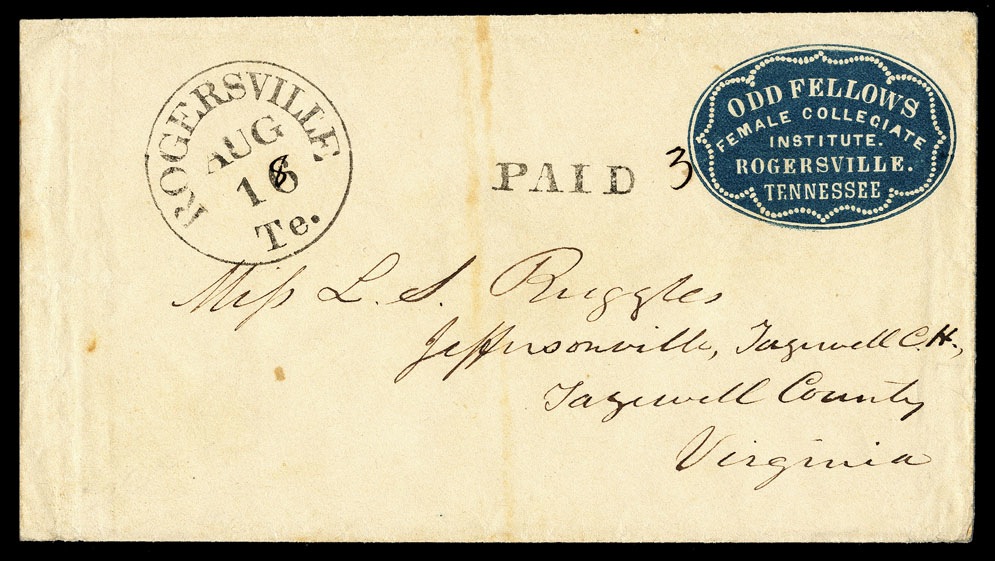 ROGERSVILLE
AUG
18
Te.
PAID 3
ODD FELLOWS
FEMALE COLLEGIATE
INSTITUTE.
ROGERSVILLE.
TENNESSEE
Miſs L. S. Ruggles
Jeffersonville, Tazewell C.H.,
Tazewell County
Virginia